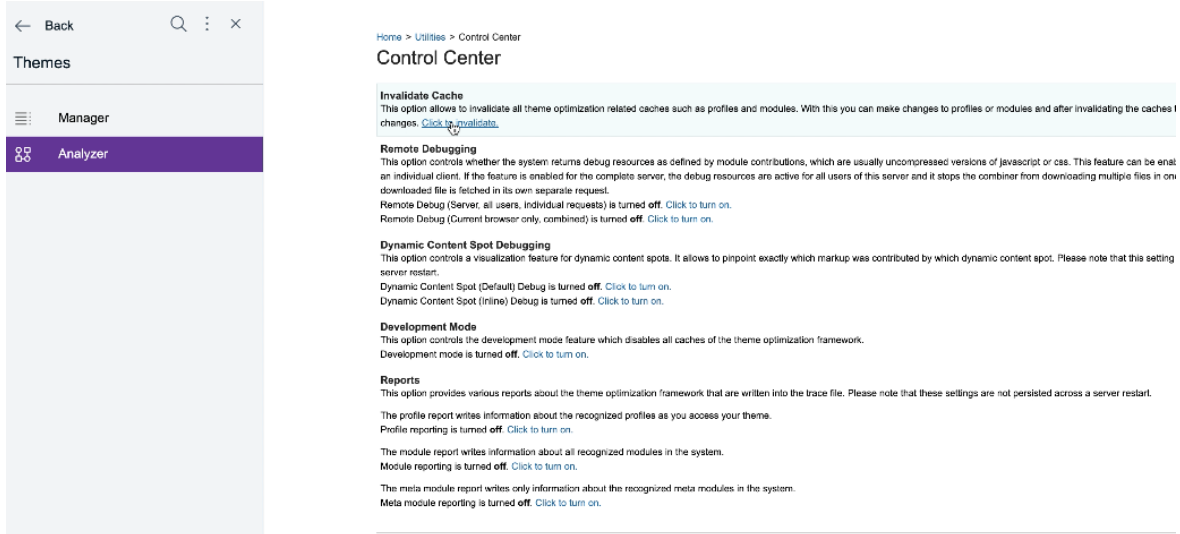 Back
Themes
Manager
Analyzer
Home > Utilities > Control Center
Control Center
Invalidate Cache
This option allows to invalidate all theme optimization related caches such as profiles and modules. With this you can make changes to profiles or modules and after invalidating the caches
changes. Click to invalidate.
Remote Debugging
This option controls whether the system returns debug resources as defined by module contributions, which are usually uncompressed versions of javascript or css. This feature can be
an individual client. If the feature is enabled for the complete server, the debug resources are active for all users of this server and it stops the combiner from downloading multiple files in
downloaded file is fetched in its own separate request.
Remote Debug (Server, all users, individual requests) is turned off. Click to turn on.
Remote Debug (Current browser only, combined) is turned off. Click to turn on.
Dynamic Content Spot Debugging
This option controls a visualization feature for dynamic content spots. It allows to pinpoint exactly which markup was contributed by which dynamic content spot. Please note that this setting
server restart.
Dynamic Content Spot (Default) Debug is turned off. Click to turn on.
Dynamic Content Spot (Inline) Debug is turned off. Click to turn on.
Development Mode
This option controls the development mode feature which disables all caches of the theme optimization framework.
Development mode is turned off. Click to turn on.
Reports
This option provides various reports about the theme optimization framework that are written into the trace file. Please note that these settings are not persisted across a server restart.
The profile report writes information about the recognized profiles as you access your theme.
Profile reporting is turned off. Click to turn on.
The module report writes information about all recognized modules in the system.
Module reporting is turned off. Click to turn on.
The meta module report writes only information about the recognized meta modules in the system.
Meta module reporting is turned off. Click to turn on.